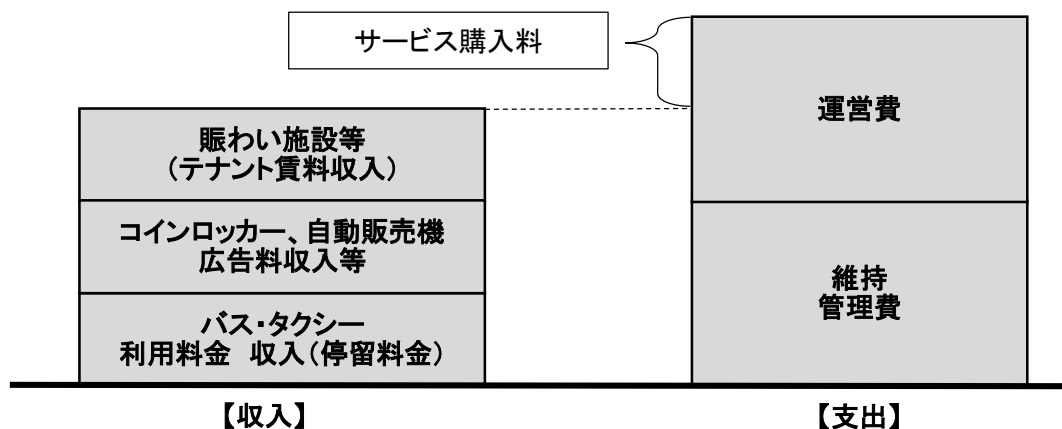 サービス購入料
賑わい施設等
(テナント賃料収入)
コインロッカー、自動販売機
広告料収入等
バス・タクシー
利用料金 収入(停留料金)
運営費
維持
管理費
【収入】
【支出】